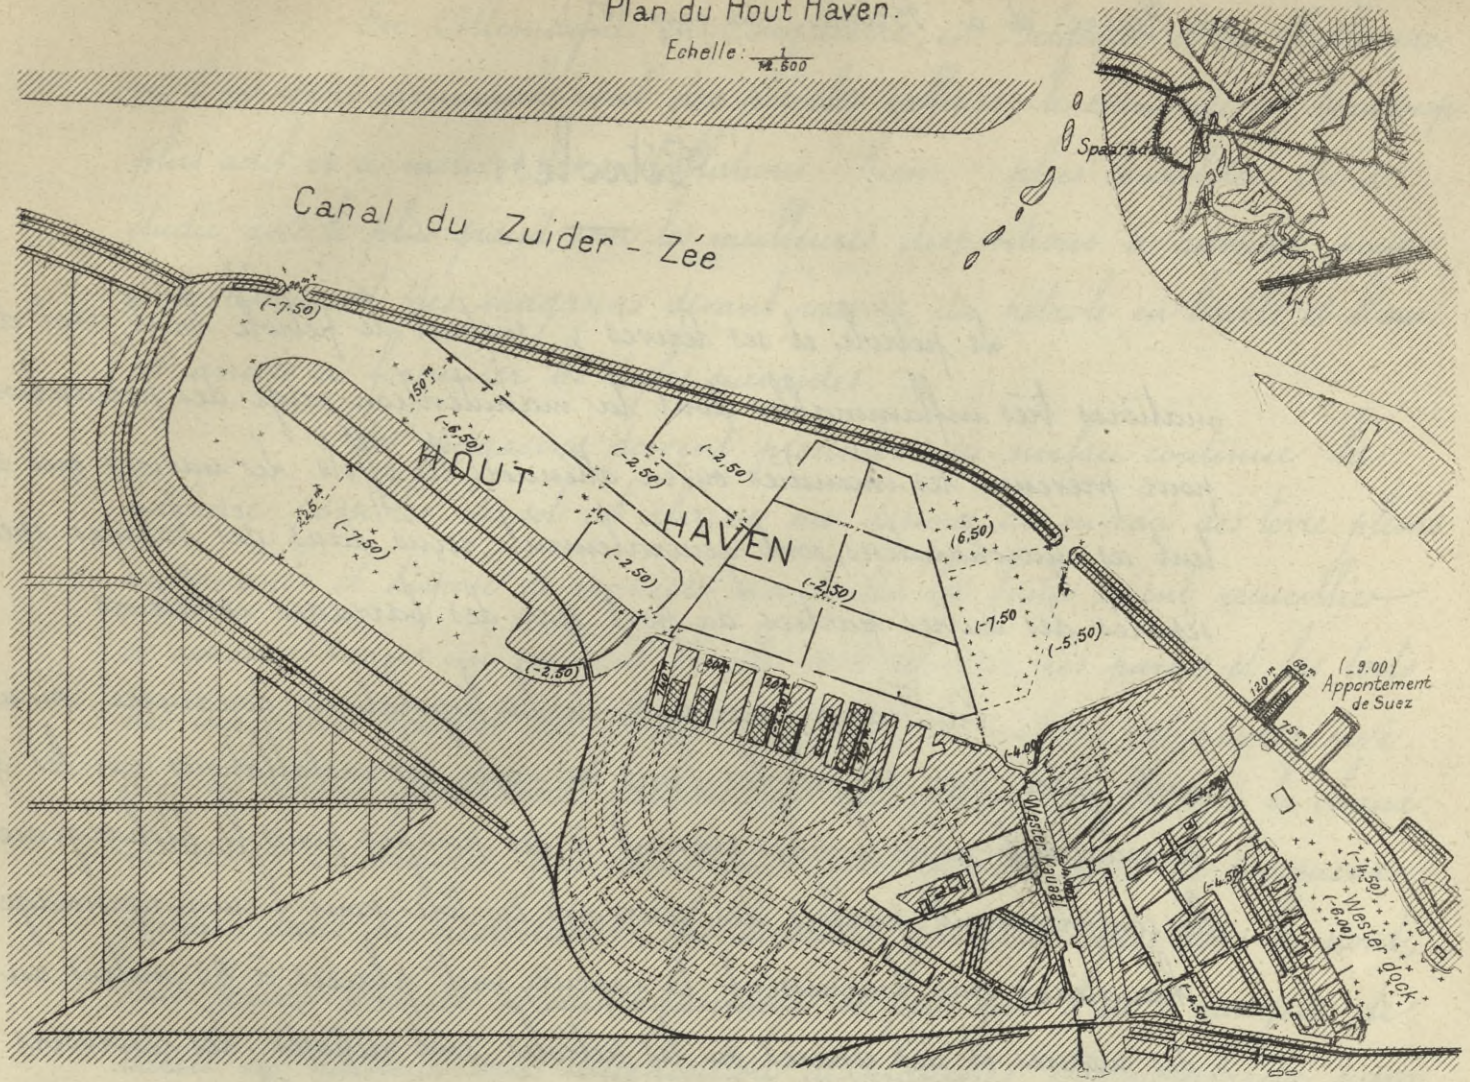 Plan du Hout Haven.
Echelle: 1
12.500
Polder
Spaarndam
Canal du Zuider - Zée
20m
(-7.50)
150m
(-6,50)
HOUT
(-2,50)
(-2,50)
225m
(-7,50)
HAVEN
(6,50)
(-2,50)
(-2,50)
(-7.50
(-5,50)
(-2,50)
20m
20m
(-9.00)
120m 60m
Appontement
de Suez
75m
(-4.00)
Wester Kanaal
(-4.50)
(-4.50)
(-6.00)
Wester dock
(-4,50)